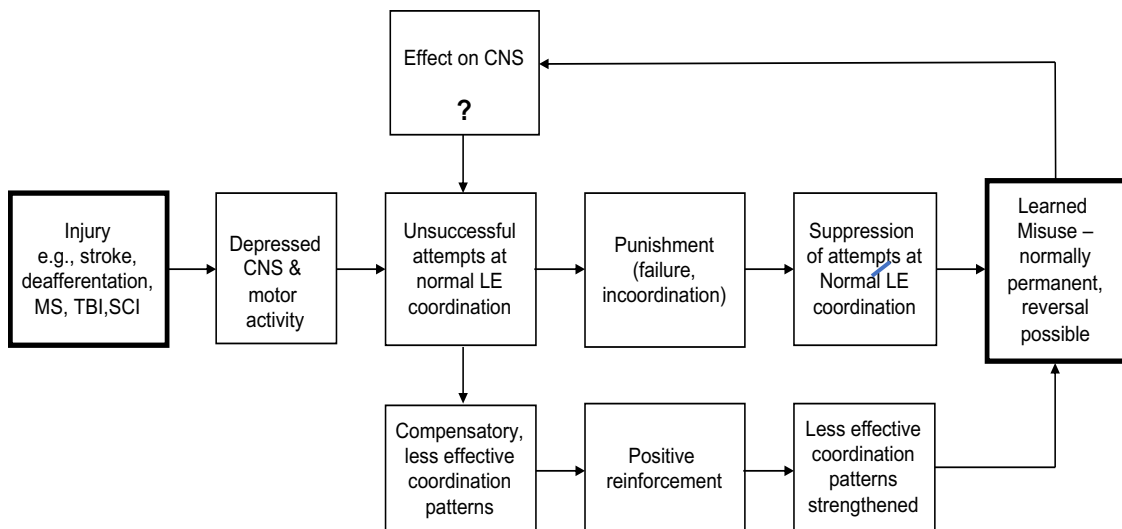 Effect on CNS
?
Injury
e.g., stroke,
deafferentation,
MS, TBI,SCI
Depressed
CNS &
motor
activity
Unsuccessful
attempts at
normal LE
coordination
Punishment
(failure,
incoordination)
Suppression
of attempts at
Normal LE
coordination
Learned
Misuse –
normally
permanent,
reversal
possible
Compensatory,
less effective
coordination
patterns
Positive
reinforcement
Less effective
coordination
patterns
strengthened